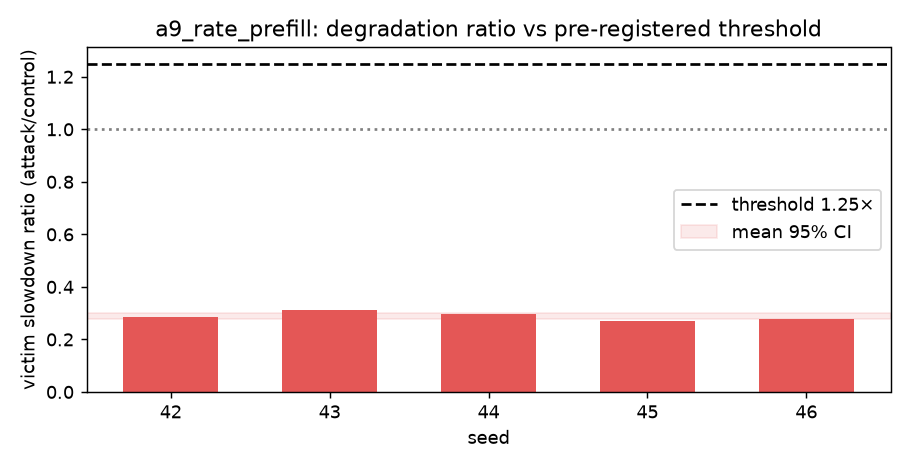 a9_rate_prefill: degradation ratio vs pre-registered threshold
victim slowdown ratio (attack/control)
1.2
1.0
0.8
0.6
0.4
0.2
0.0
threshold 1.25×
mean 95% CI
42 43 44 45 46
seed